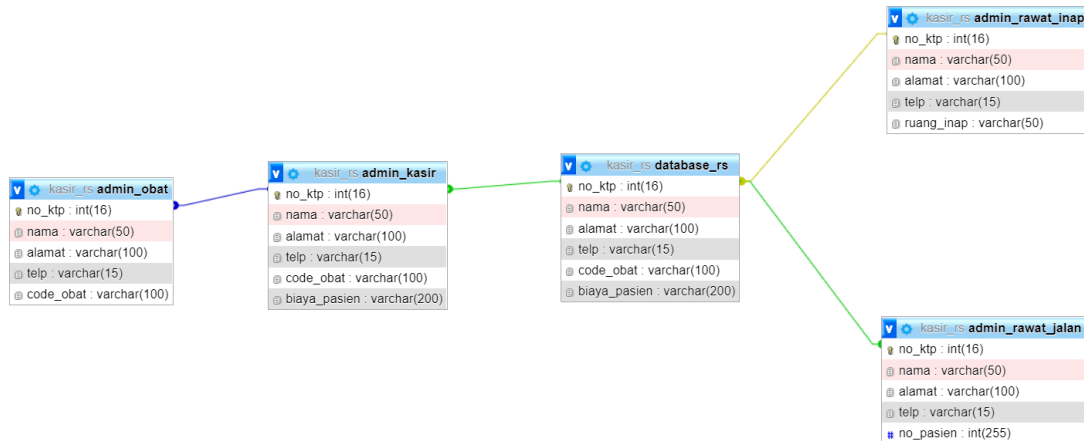 kasir_rs admin_obat
no_ktp : int(16)
nama : varchar(50)
alamat : varchar(100)
telp : varchar(15)
code_obat : varchar(100)
kasir_rs admin_kasir
no_ktp : int(16)
nama : varchar(50)
alamat : varchar(100)
telp : varchar(15)
code_obat : varchar(100)
biaya_pasien : varchar(200)
kasir_rs database_rs
no_ktp : int(16)
nama : varchar(50)
alamat : varchar(100)
telp : varchar(15)
code_obat : varchar(100)
biaya_pasien : varchar(200)
kasir_rs admin_rawat_inap
no_ktp : int(16)
nama : varchar(50)
alamat : varchar(100)
telp : varchar(15)
ruang_inap : varchar(50)
kasir_rs admin_rawat_jalan
no_ktp : int(16)
nama : varchar(50)
alamat : varchar(100)
telp : varchar(15)
# no_pasien : int(255)